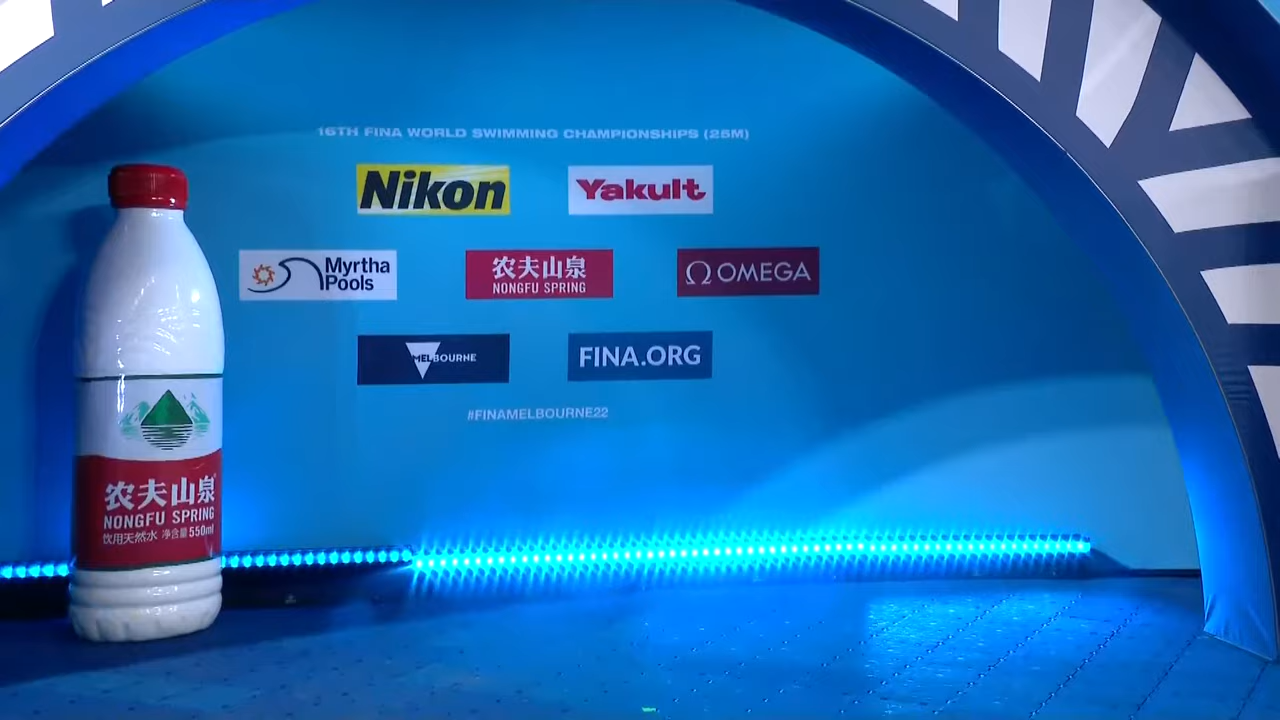 16TH FINA WORLD SWIMMING CHAMPIONSHIPS (25M)
Nikon
Yakult
Myrtha
Pools
农夫山泉
NONGFU SPRING
Ω OMEGA
MELBOURNE
FINA.ORG
#FINAMELBOURNE22
农夫山泉
NONGFU SPRING
饮用天然水 净含量550ml